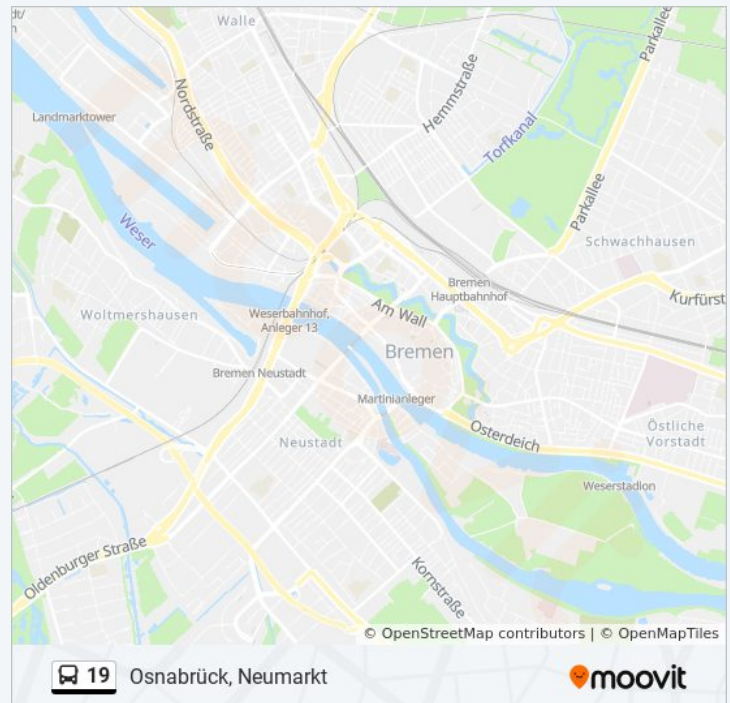 dt/
Walle
Parkallee
Nordstraße
Hemmstraße
Landmarktower
Torfkanal
Weser
Parkallee
Schwachhausen
Bremen
Hauptbahnhof
Kurfürst
Woltmershausen
Weserbahnhof,
Anleger 13
Am Wall
Bremen
Bremen Neustadt
Martinianleger
Östliche
Vorstadt
Neustadt
Osterdeich
Weserstadion
Oldenburger Straße
Kornstraße
© OpenStreetMap contributors | © OpenMapTiles
19 Osnabrück, Neumarkt
moovit